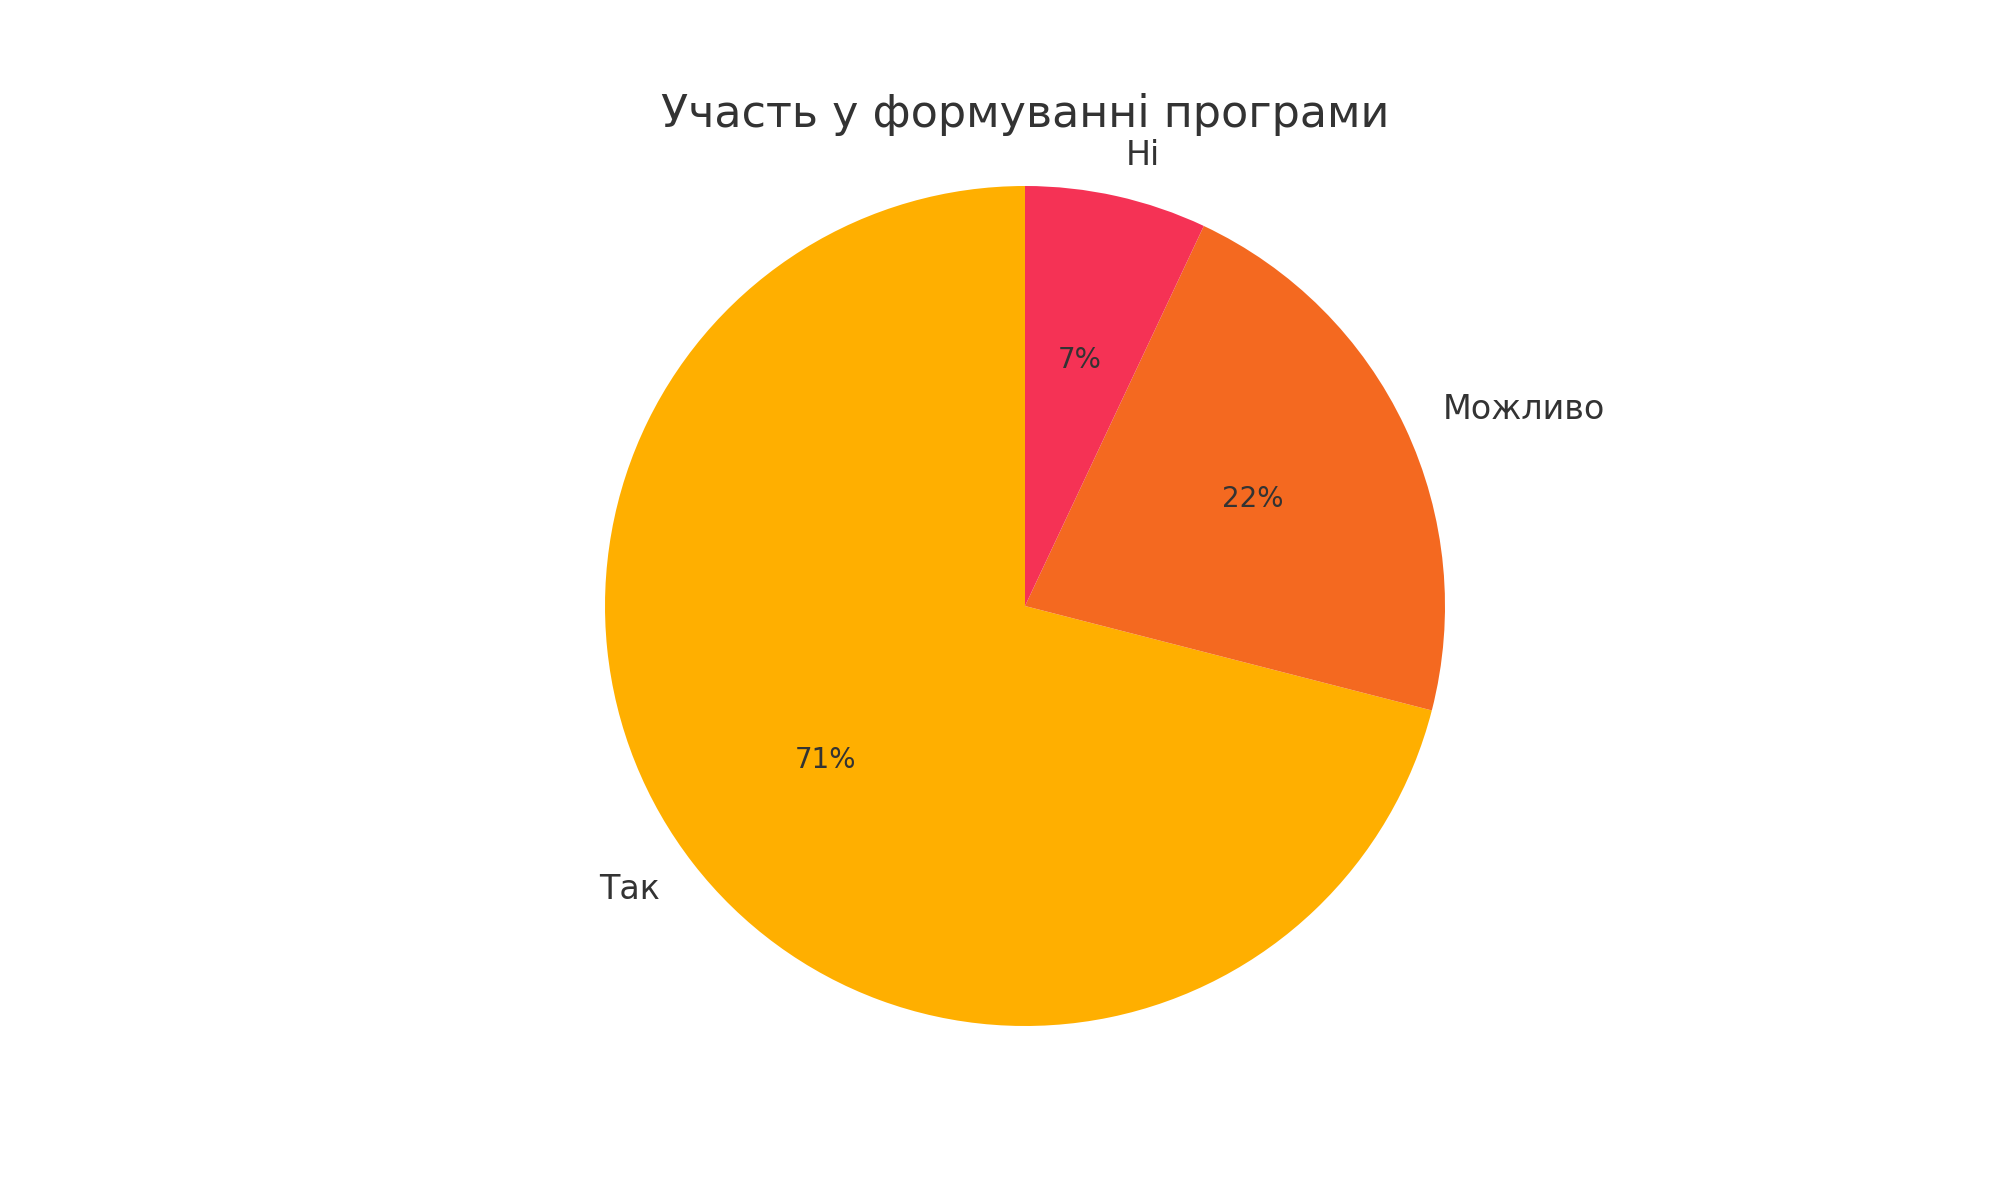 Участь у формуванні програми
Ні
7%
Можливо
22%
71%
Так